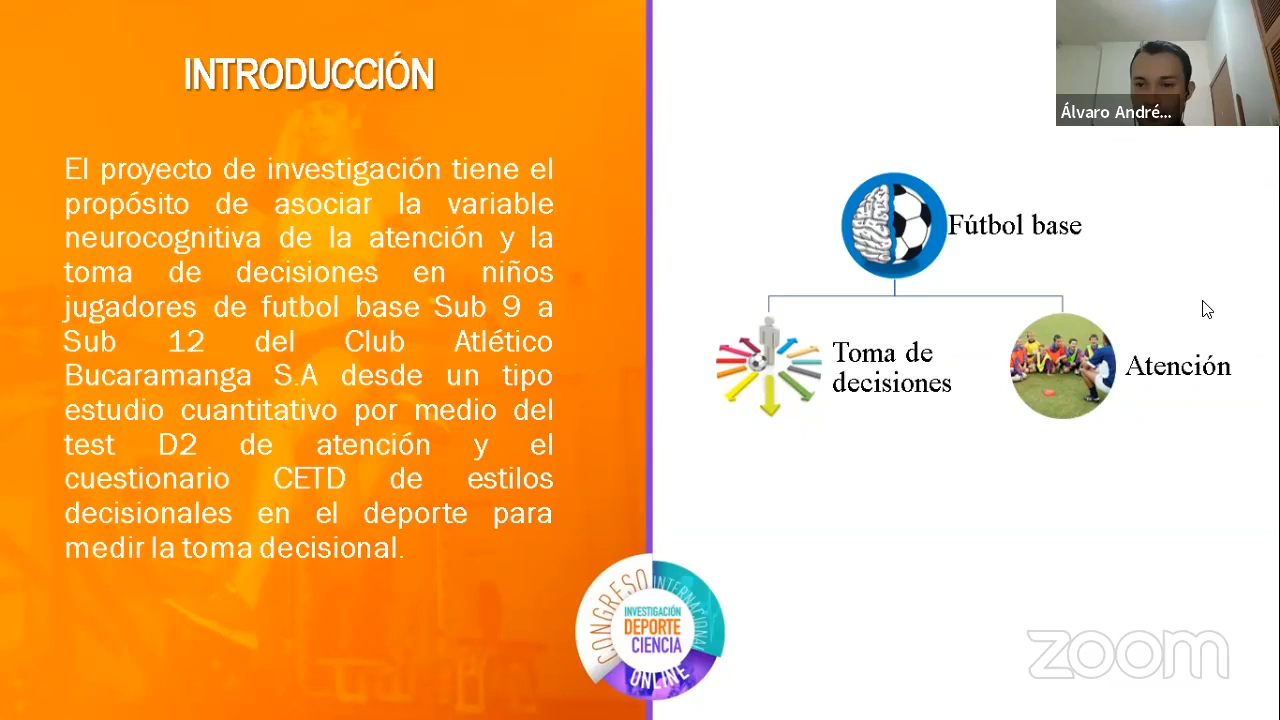 INTRODUCCIÓN
El proyecto de investigación tiene el
propósito de asociar la variable
neurocognitiva de la atención y la
toma de decisiones en niños
jugadores de futbol base Sub 9 a
Sub 12 del Club Atlético
Bucaramanga S.A desde un tipo
estudio cuantitativo por medio del
test D2 de atención y el
cuestionario CETD de estilos
decisionales en el deporte para
medir la toma decisional.
Álvaro André...
Fútbol base
Toma de
decisiones
Atención
CONGRESO INTERNACIONAL
INVESTIGACIÓN
DEPORTE
CIENCIA
ONLINE
zoom